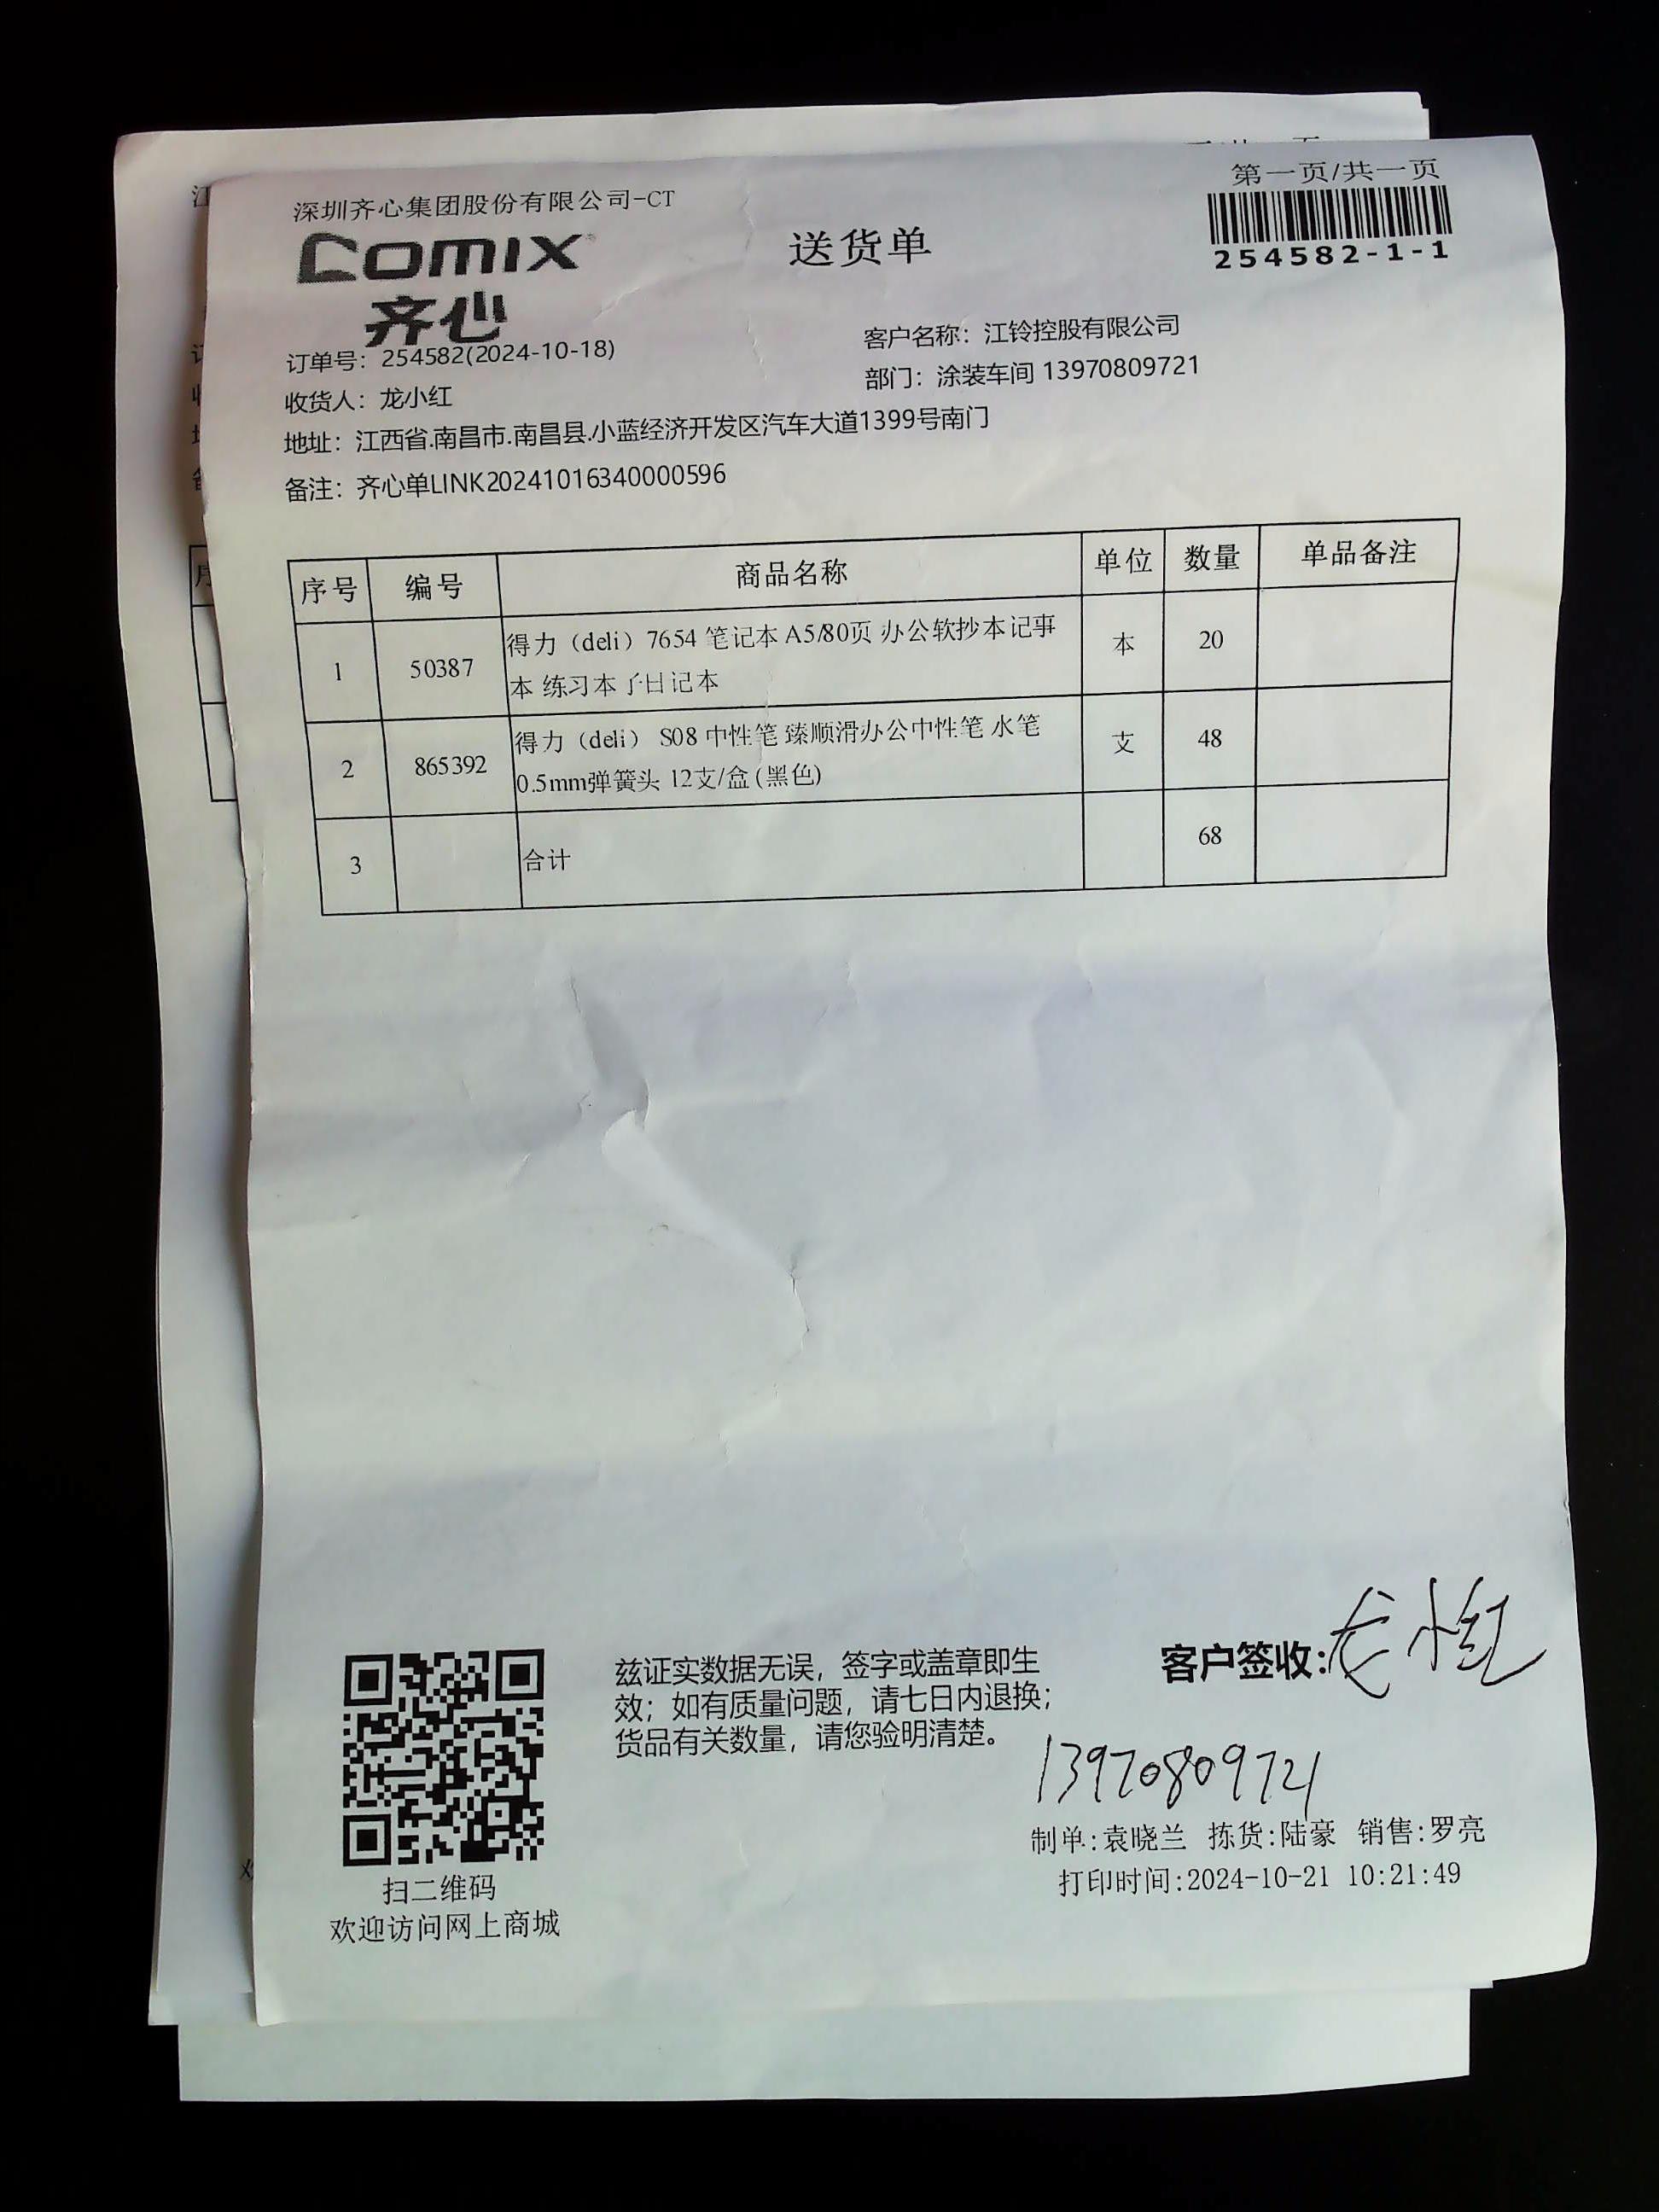 第一页/共一页
深圳齐心集团股份有限公司-CT
COMIX
齐心
送货单
254582-1-1
订单号：254582(2024-10-18)
客户名称：江铃控股有限公司
收货人：龙小红
部门：涂装车间 13970809721
地址：江西省.南昌市.南昌县.小蓝经济开发区汽车大道1399号南门
备注：齐心单LINK20241016340000596
序号 编号 商品名称 单位 数量 单品备注
1 50387 得力（deli）7654 笔记本 A5/80页 办公软抄本记事 本 20
本 练习本 子日记本
2 865392 得力（deli） S08 中性笔 臻顺滑办公中性笔 水笔 支 48
0.5mm弹簧头 12支/盒 (黑色)
3 合计 68
兹证实数据无误，签字或盖章即生
效；如有质量问题，请七日内退换；
货品有关数量，请您验明清楚。
客户签收:龙小红
13970809721
制单:袁晓兰 拣货:陆豪 销售:罗亮
打印时间:2024-10-21 10:21:49
扫二维码
欢迎访问网上商城